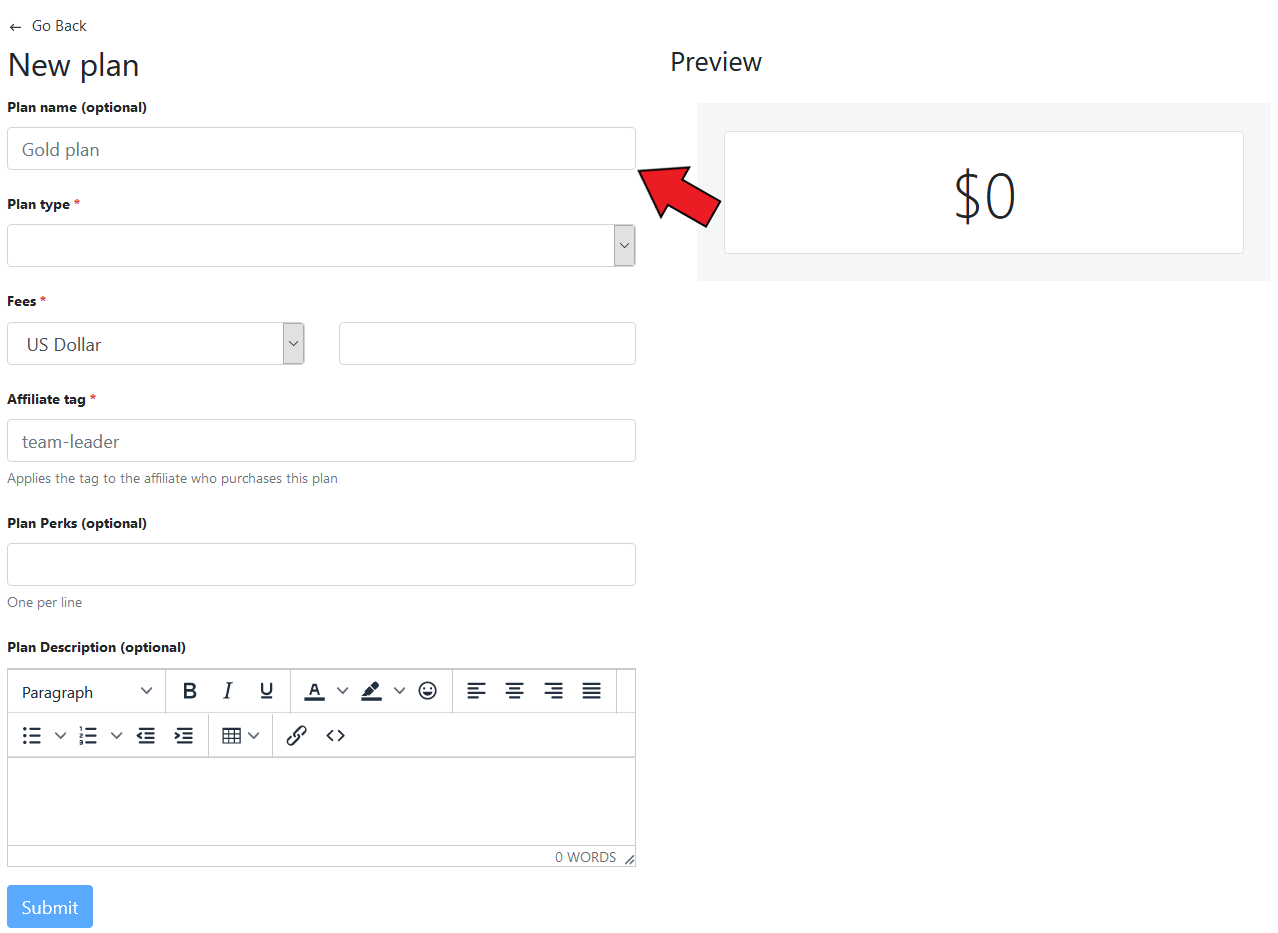 ← Go Back
New plan
Preview
Plan name (optional)
Gold plan
$0
Plan type *
Fees *
US Dollar
Affiliate tag *
team-leader
Applies the tag to the affiliate who purchases this plan
Plan Perks (optional)
One per line
Plan Description (optional)
Paragraph B I U A
0 WORDS
Submit